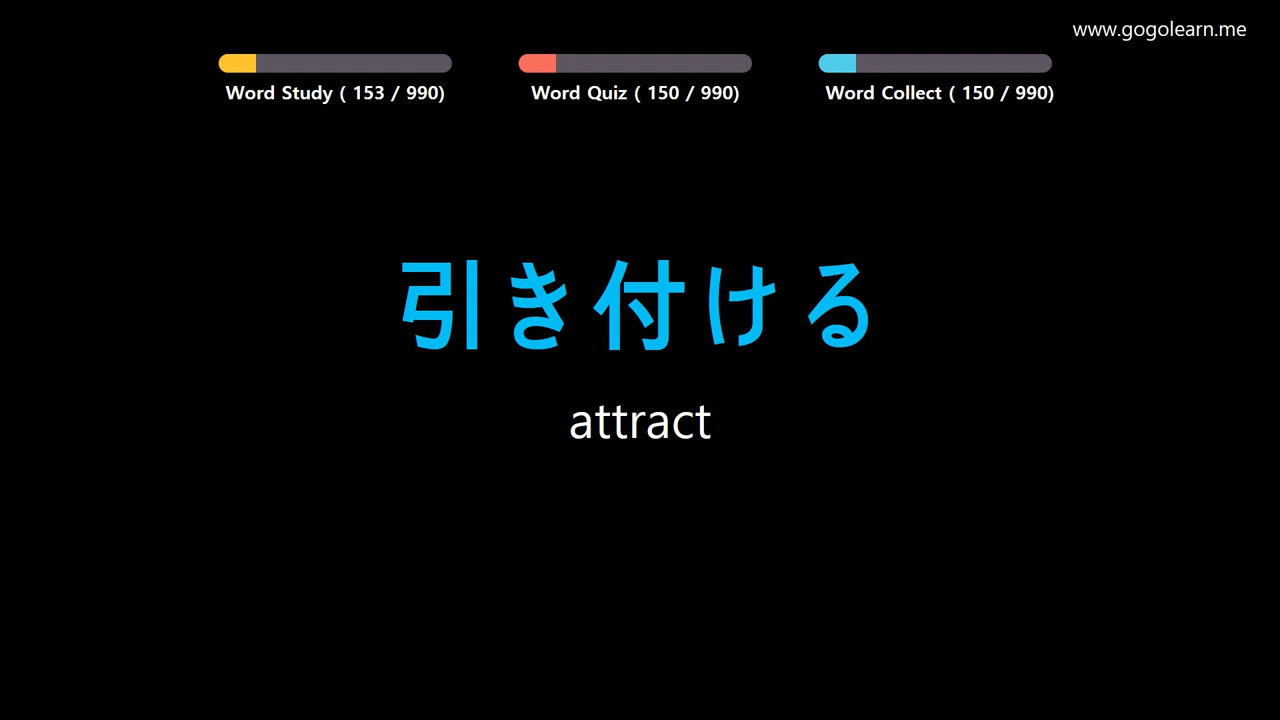 www.gogolearn.me
Word Study ( 153 / 990)
Word Quiz ( 150 / 990)
Word Collect ( 150 / 990)
引き付ける
attract